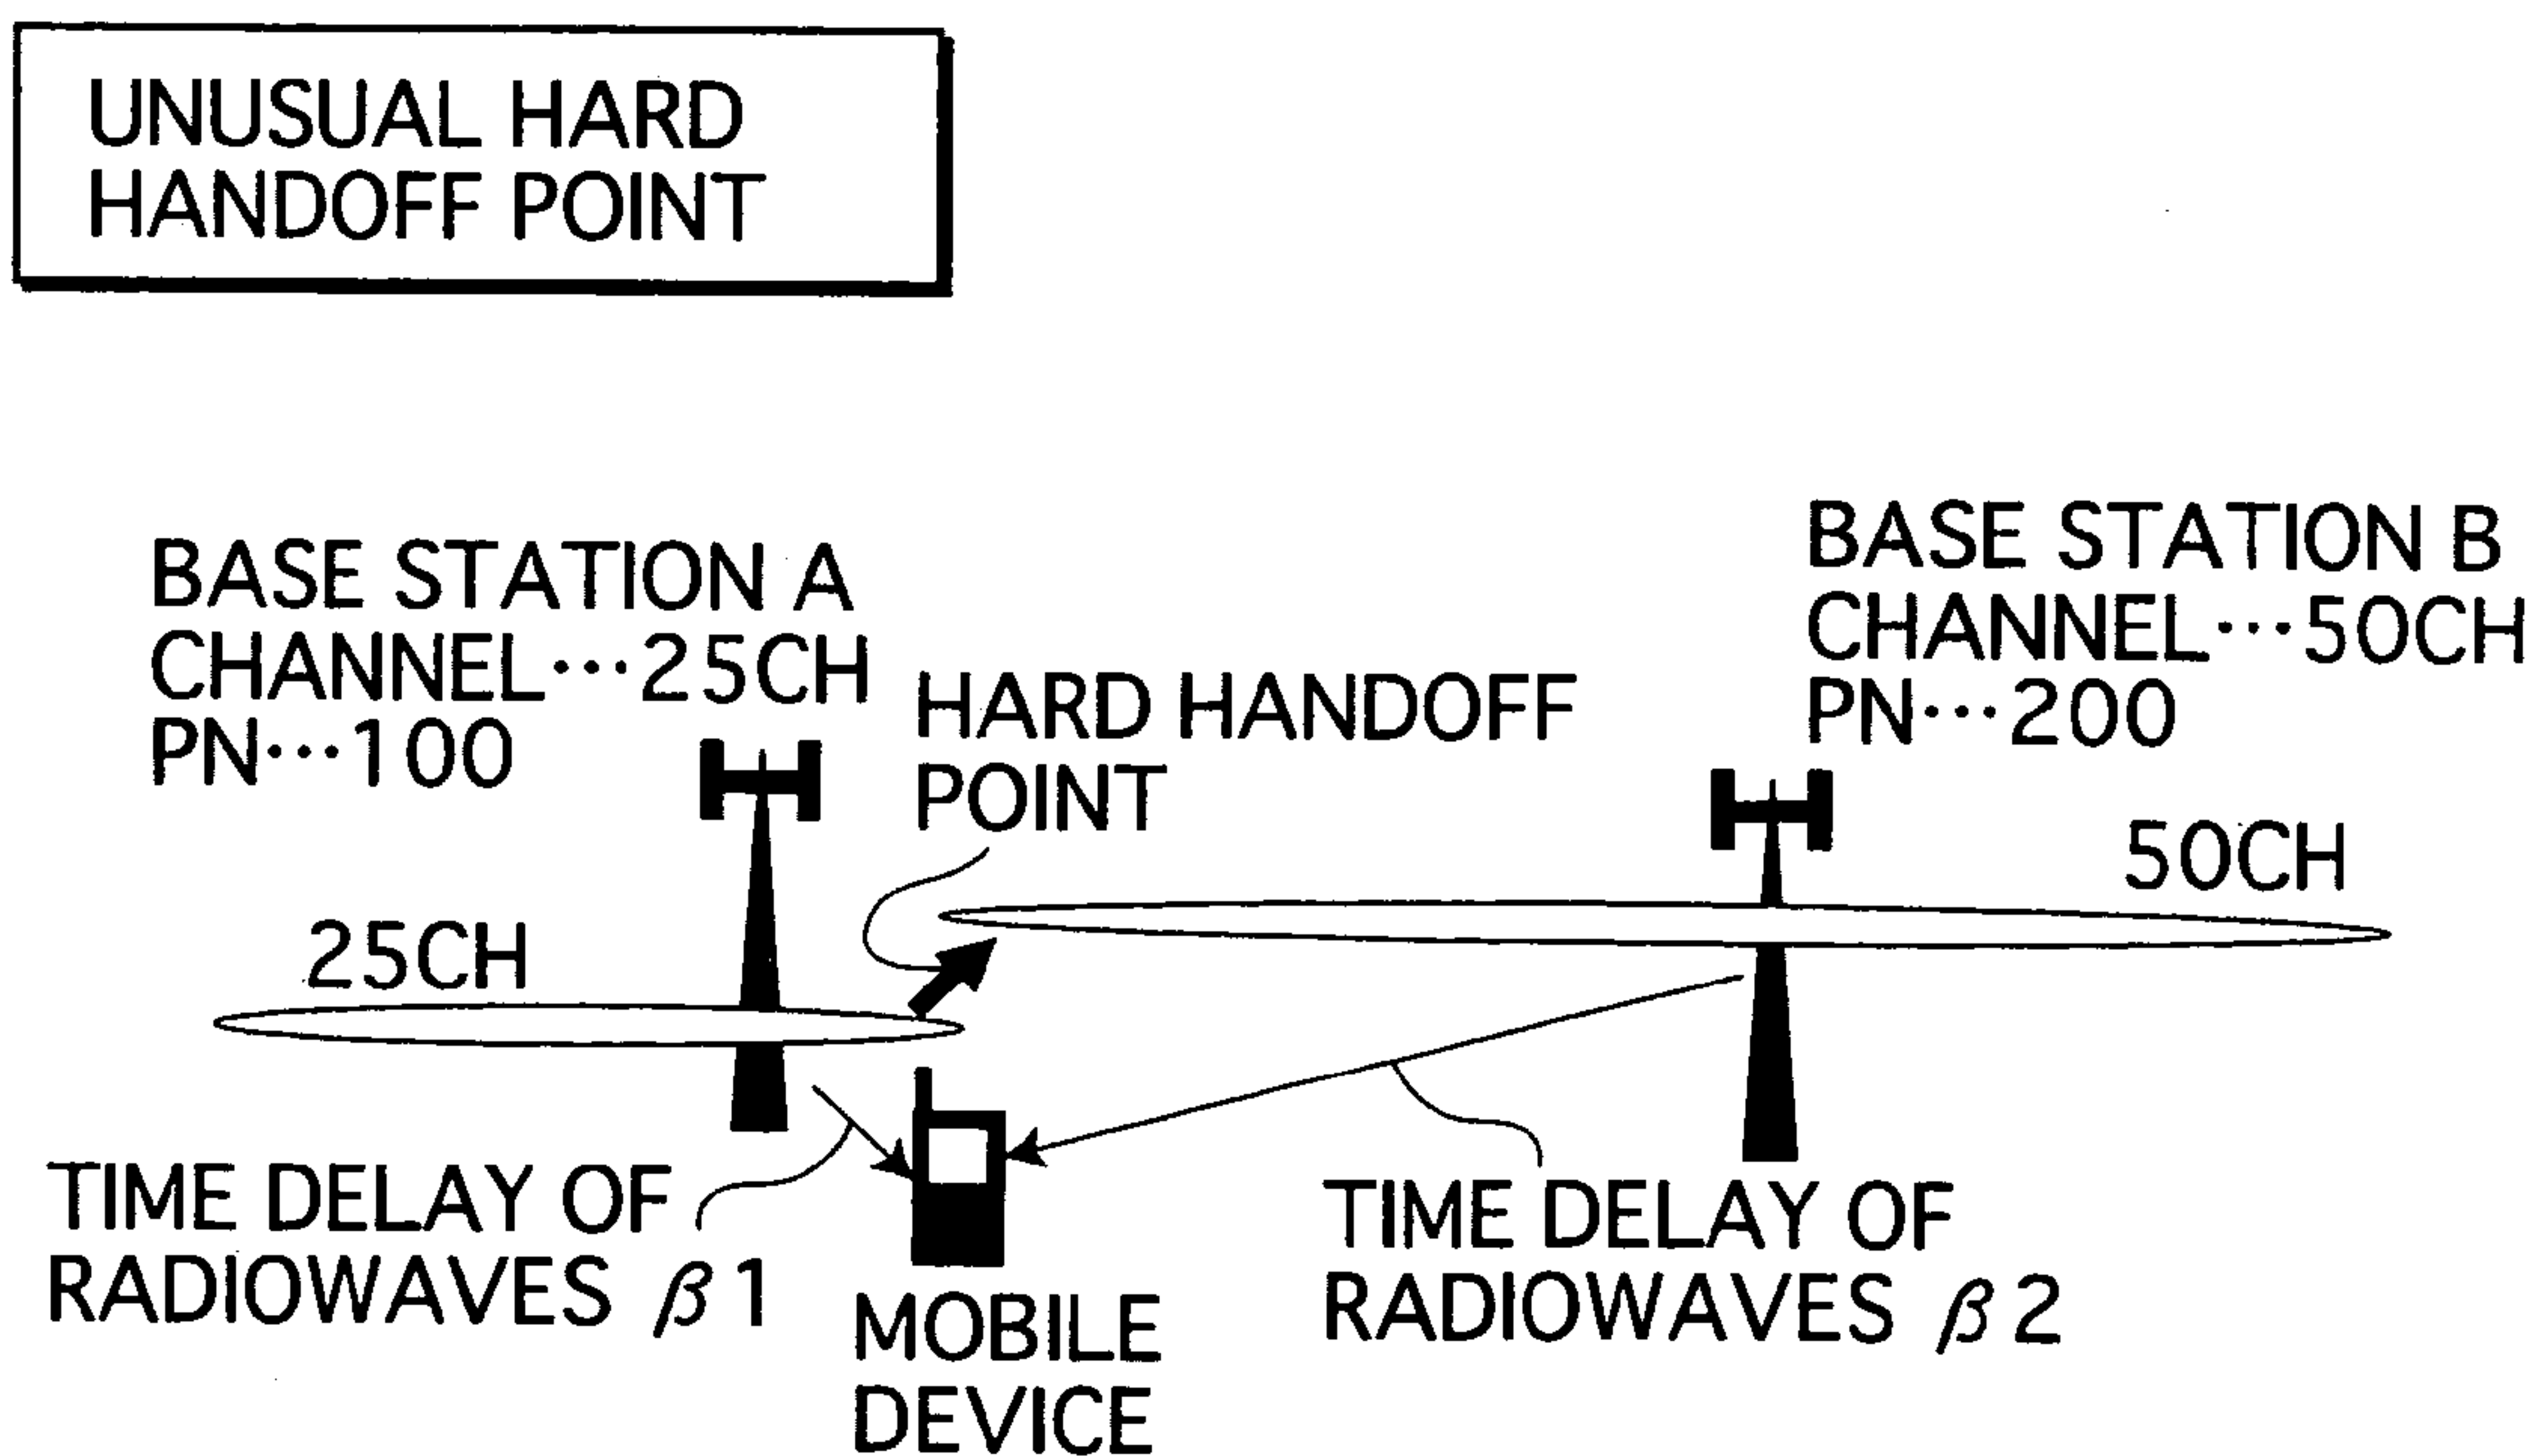 UNUSUAL HARD
HANDOFF POINT
BASE STATION A
CHANNEL···25CH
PN···100
HARD HANDOFF
POINT
BASE STATION B
CHANNEL···50CH
PN···200
25CH
50CH
TIME DELAY OF
RADIOWAVES β1
MOBILE
DEVICE
TIME DELAY OF
RADIOWAVES β2